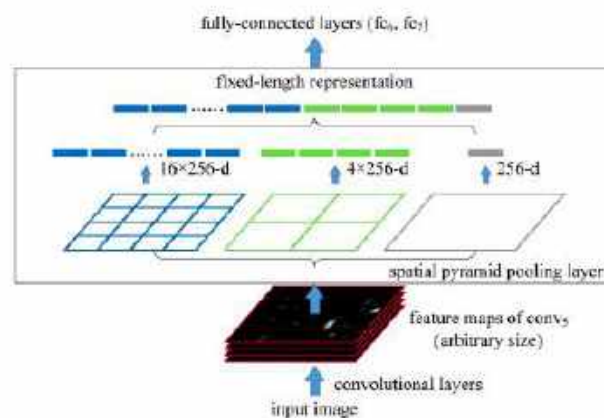 fully-connected layers (fc₆, fc₇)
fixed-length representation
16×256-d
4×256-d
256-d
spatial pyramid pooling layer
feature maps of conv₅
(arbitrary size)
convolutional layers
input image